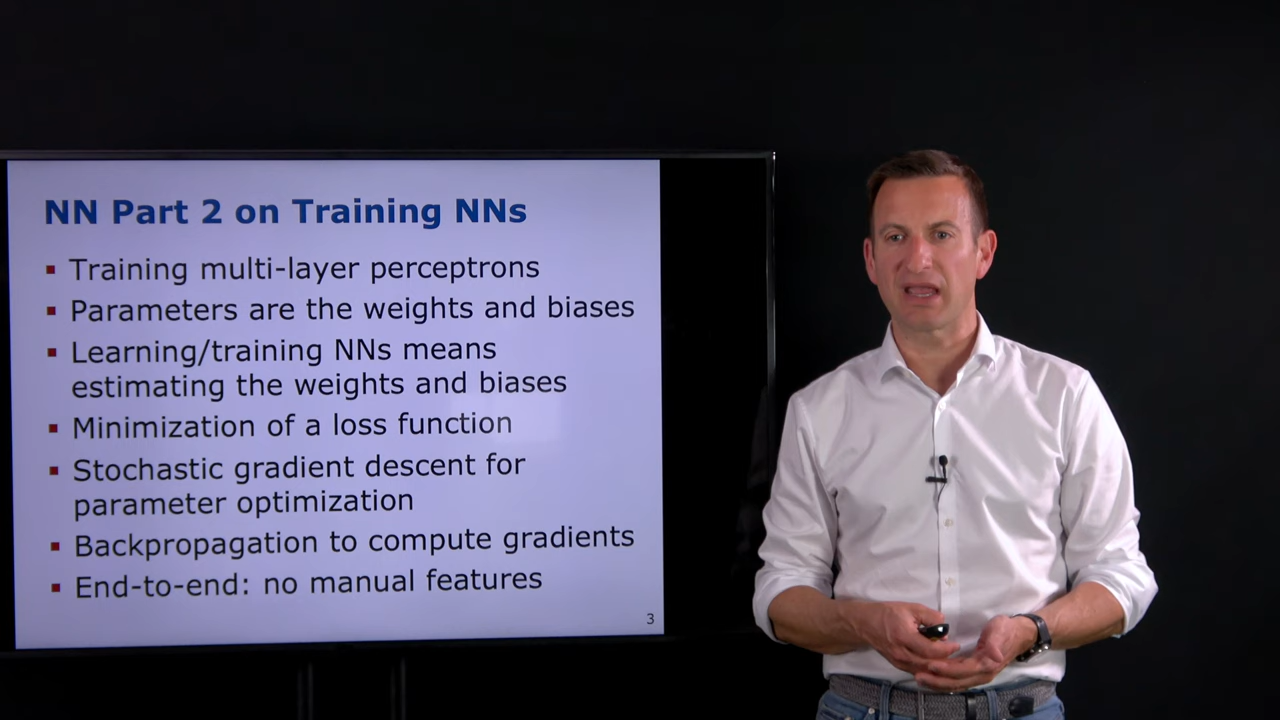 NN Part 2 on Training NNs
▪ Training multi-layer perceptrons
▪ Parameters are the weights and biases
▪ Learning/training NNs means
estimating the weights and biases
▪ Minimization of a loss function
▪ Stochastic gradient descent for
parameter optimization
▪ Backpropagation to compute gradients
▪ End-to-end: no manual features
3